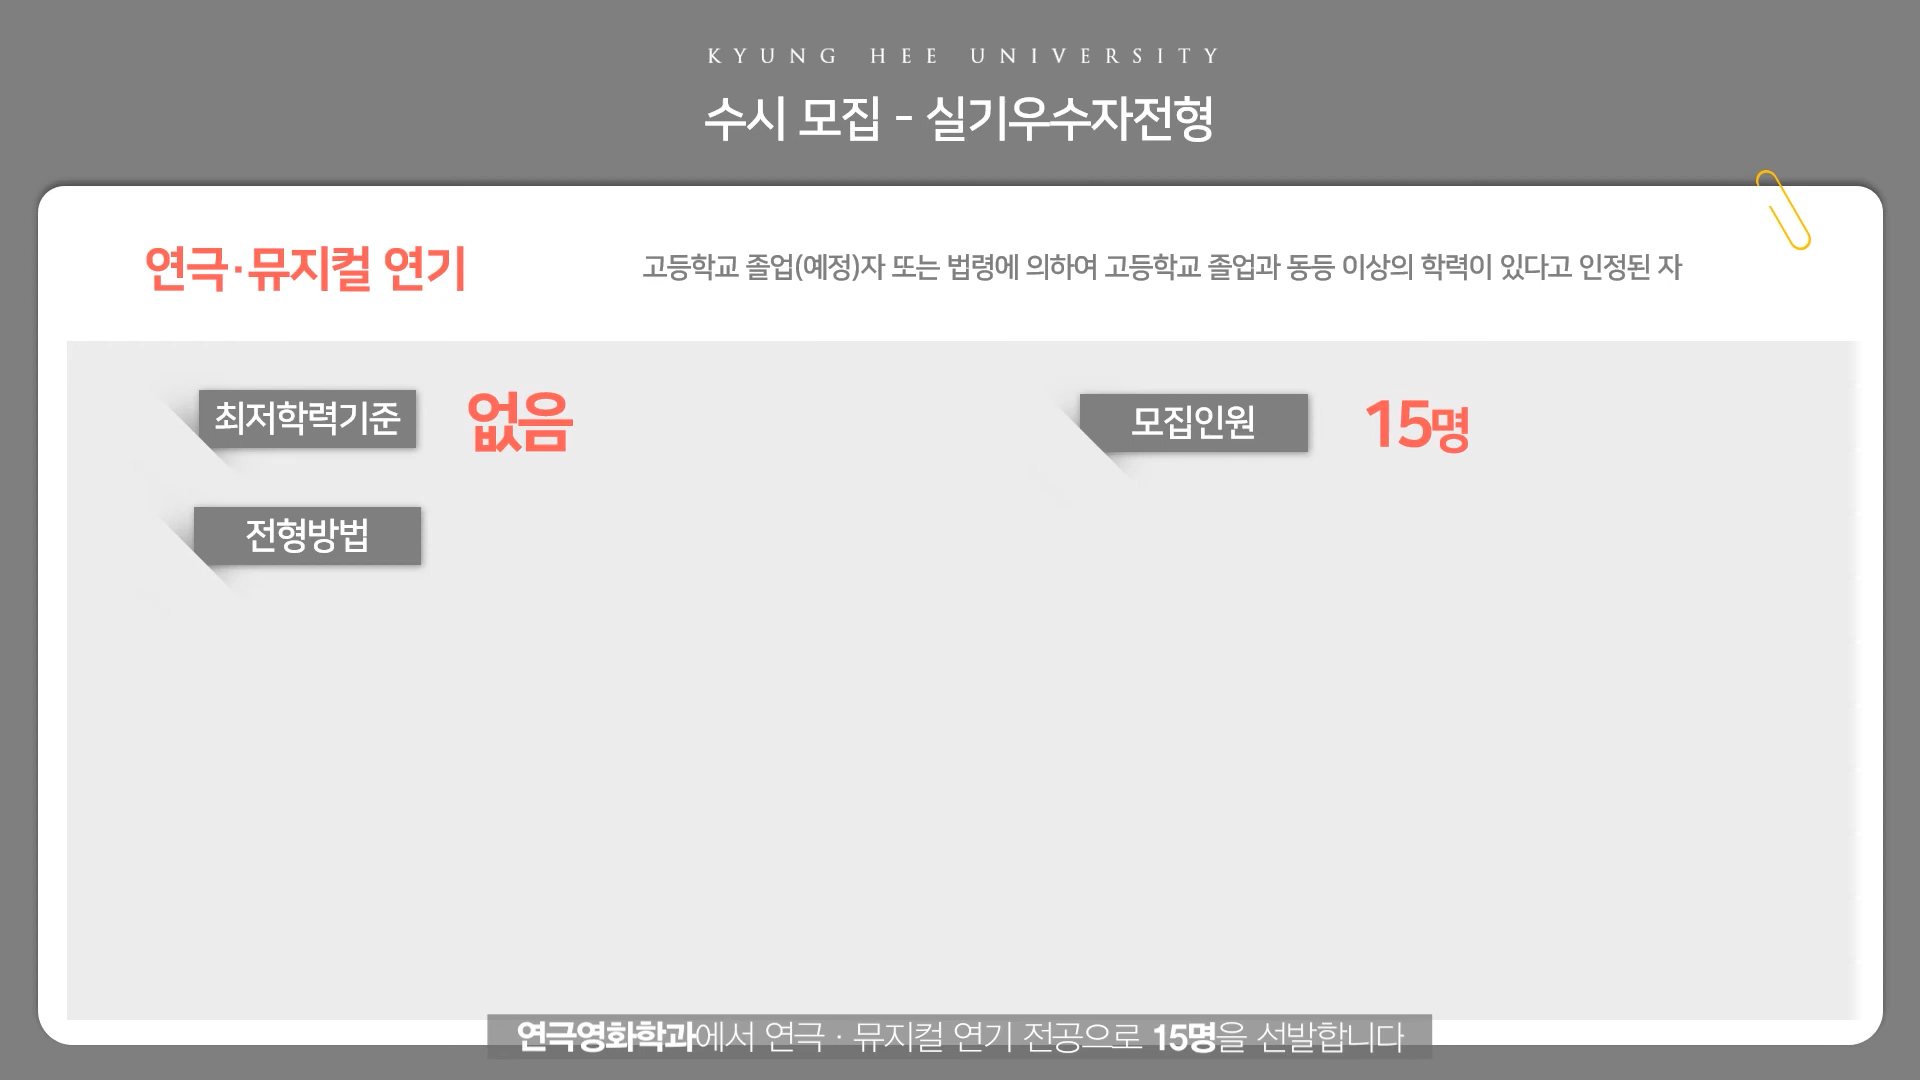 KYUNG HEE UNIVERSITY
수시 모집 - 실기우수자전형
연극·뮤지컬 연기
고등학교 졸업(예정)자 또는 법령에 의하여 고등학교 졸업과 동등 이상의 학력이 있다고 인정된 자
최저학력기준 없음
모집인원 15명
전형방법
연극영화학과에서 연극 · 뮤지컬 연기 전공으로 15명을 선발합니다